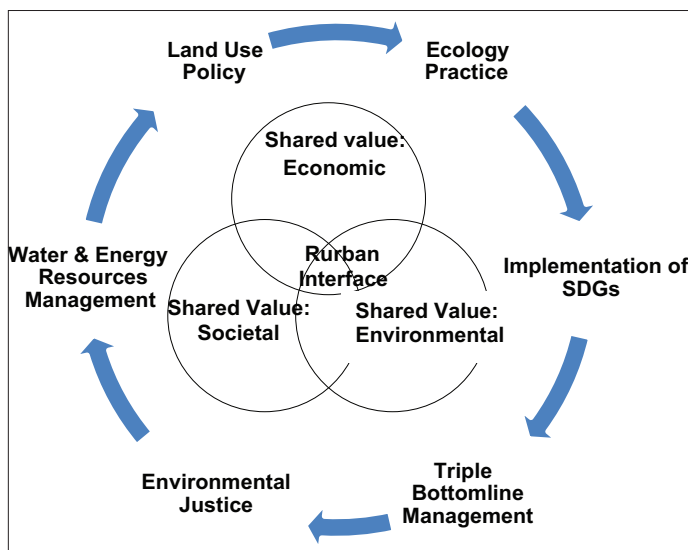 Land Use
Policy
Ecology
Practice
Shared value:
Economic
Water & Energy
Resources
Management
Rurban
Interface
Implementation of
SDGs
Shared Value:
Societal
Shared Value:
Environmental
Environmental
Justice
Triple
Bottomline
Management